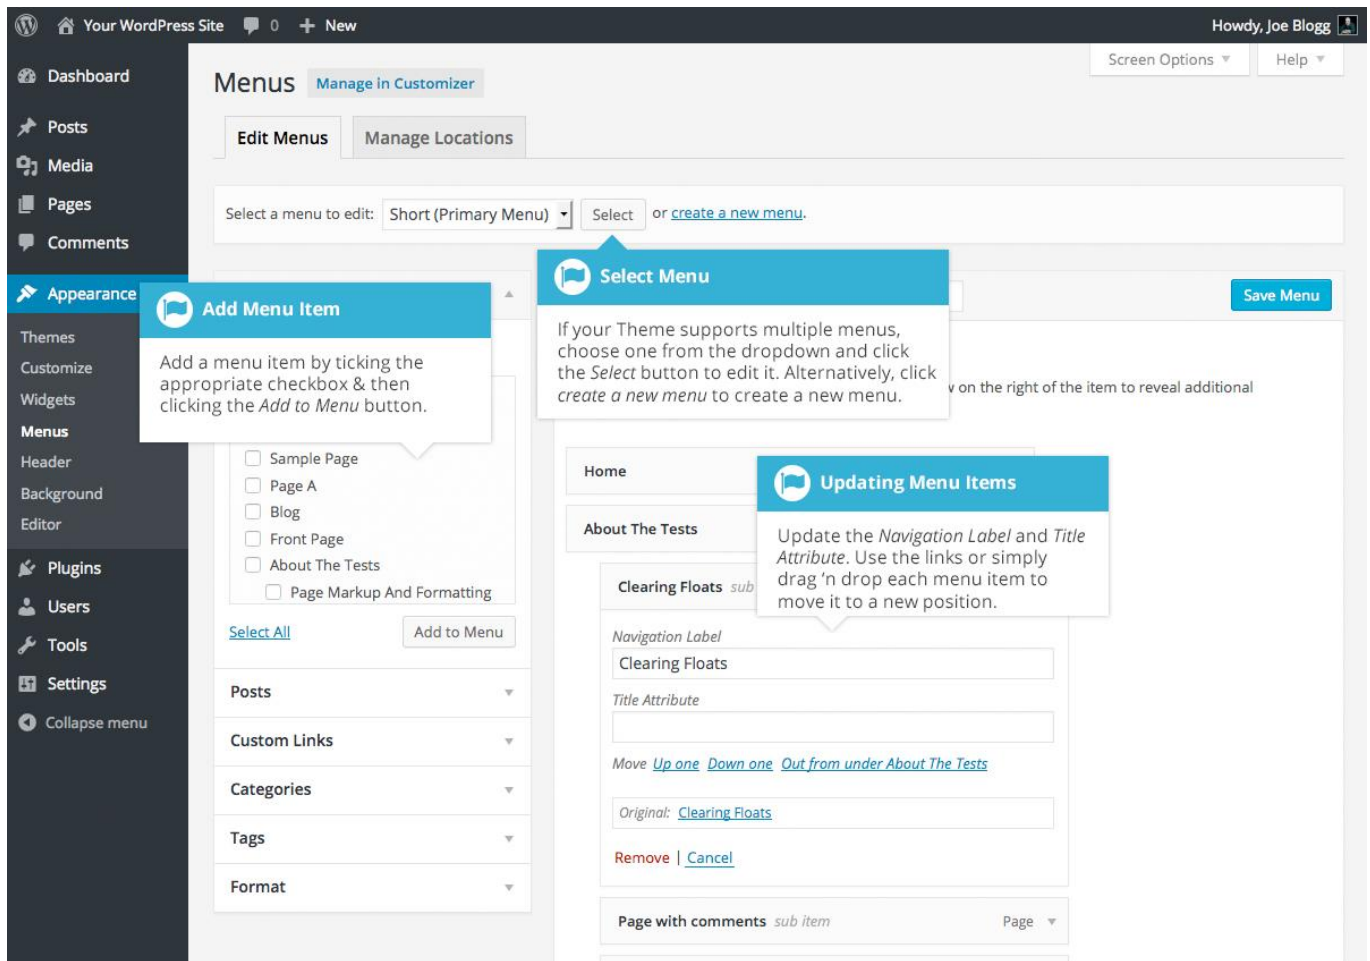 Your WordPress Site 0 + New
Howdy, Joe Blogg
Screen Options
Help
Dashboard
Posts
Media
Pages
Comments
Appearance
Themes
Customize
Widgets
Menus
Header
Background
Editor
Plugins
Users
Tools
Settings
Collapse menu
Menus Manage in Customizer
Edit Menus
Manage Locations
Select a menu to edit: Short (Primary Menu) Select or create a new menu.
Select Menu
If your Theme supports multiple menus,
choose one from the dropdown and click
the Select button to edit it. Alternatively, click
create a new menu to create a new menu.
Save Menu
on the right of the item to reveal additional
Add Menu Item
Add a menu item by ticking the
appropriate checkbox & then
clicking the Add to Menu button.
Sample Page
Page A
Blog
Front Page
About The Tests
Page Markup And Formatting
Select All
Add to Menu
Posts
Custom Links
Categories
Tags
Format
Home
About The Tests
Updating Menu Items
Update the Navigation Label and Title
Attribute. Use the links or simply
drag ’n drop each menu item to
move it to a new position.
Clearing Floats sub
Navigation Label
Clearing Floats
Title Attribute
Move Up one Down one Out from under About The Tests
Original: Clearing Floats
Remove | Cancel
Page with comments sub item Page